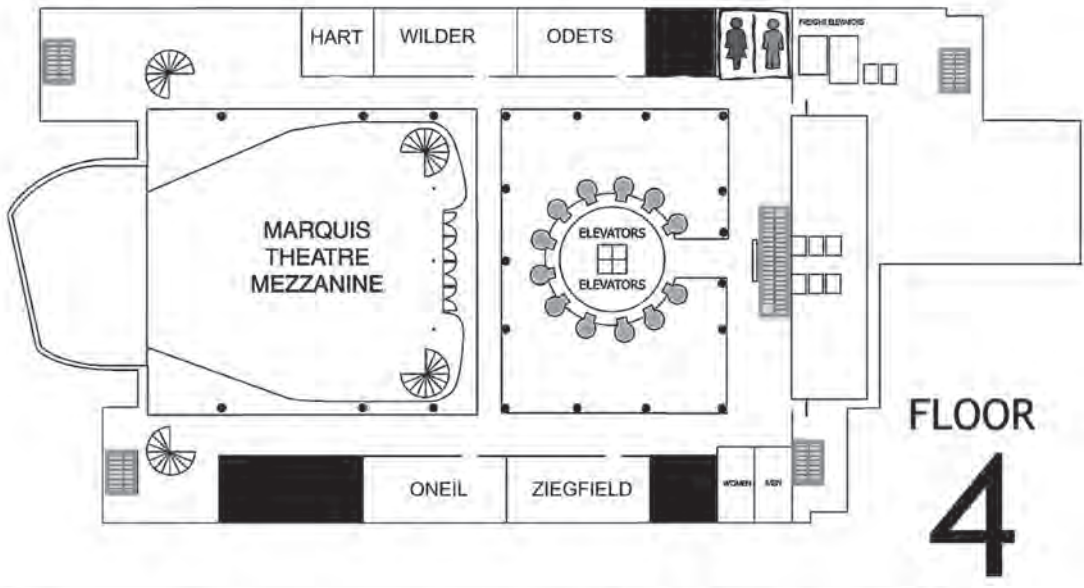 HART WILDER ODETS
FREIGHT ELEVATORS
MARQUIS
THEATRE
MEZZANINE
ELEVATORS
ELEVATORS
FLOOR
4
ONEIL ZIEGFIELD
WOMEN MEN